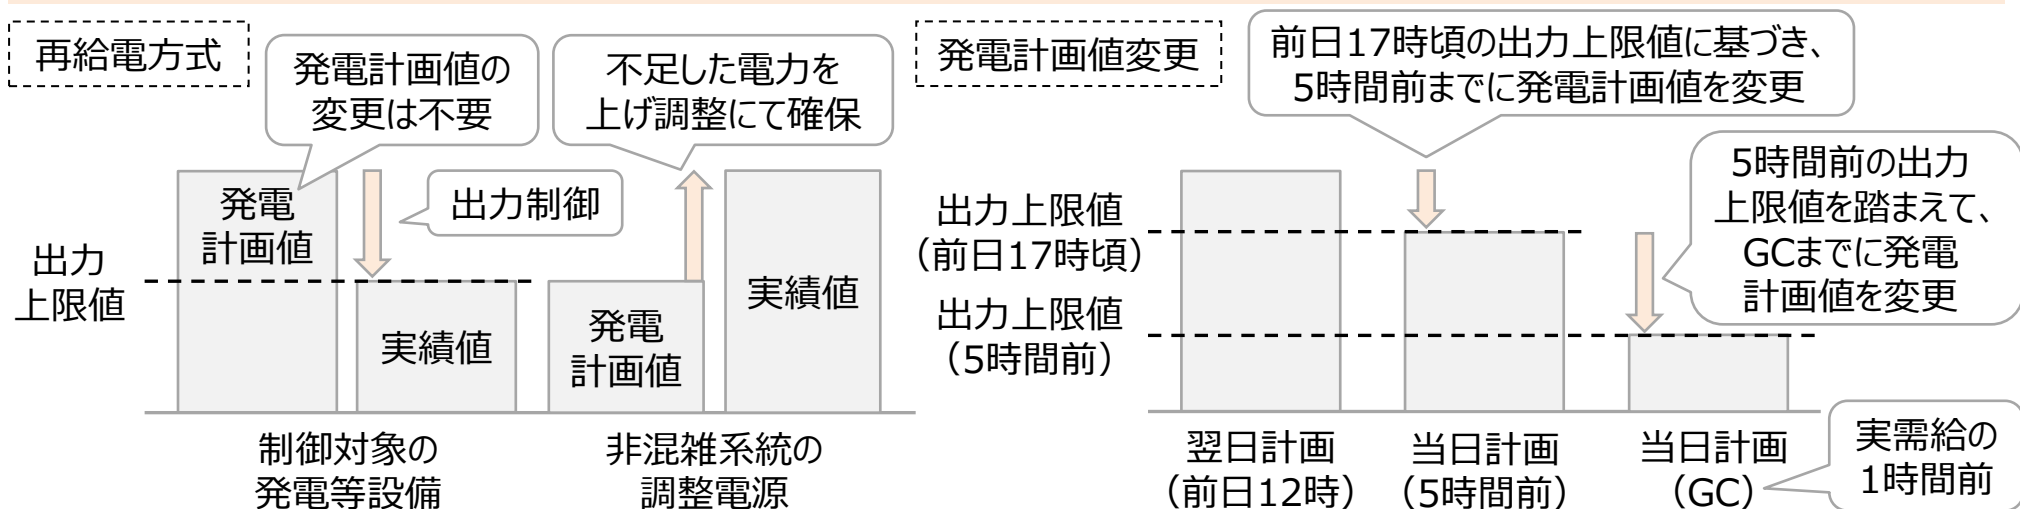 再給電方式
発電計画値の
変更は不要
不足した電力を
上げ調整にて確保
発電
計画値
出力制御
出力
上限値
実績値
発電
計画値
実績値
制御対象の
発電等設備
非混雑系統の
調整電源
発電計画値変更
前日17時頃の出力上限値に基づき、
5時間前までに発電計画値を変更
5時間前の出力
上限値を踏まえて、
GCまでに発電
計画値を変更
出力上限値
（前日17時頃）
出力上限値
（5時間前）
翌日計画
（前日12時）
当日計画
（5時間前）
当日計画
（GC）
実需給の
1時間前